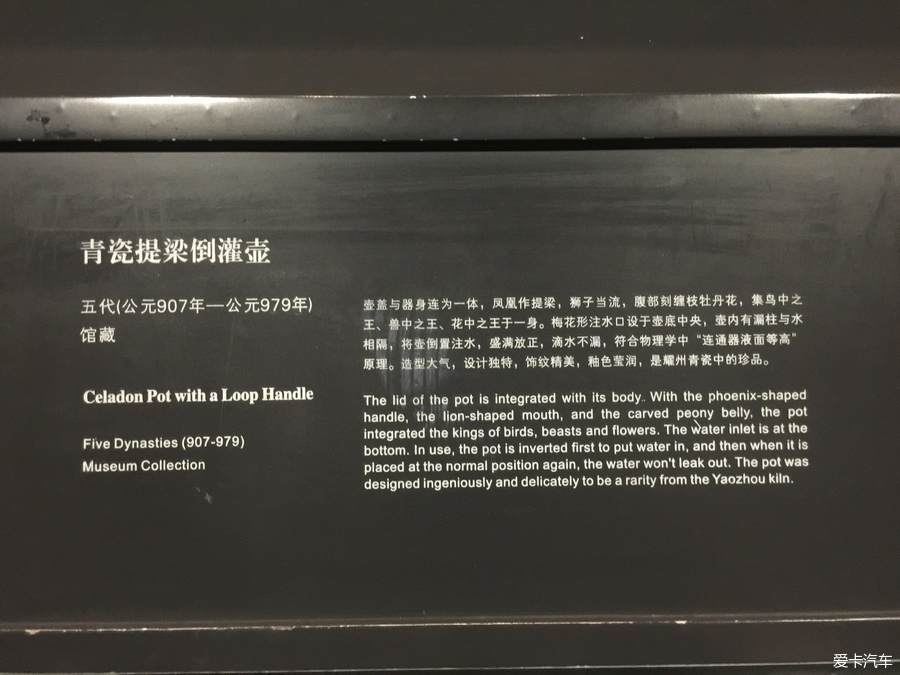 青瓷提梁倒灌壶
五代(公元907年—公元979年)
馆藏
Celadon Pot with a Loop Handle
Five Dynasties (907-979)
Museum Collection
壶盖与器身连为一体，凤凰作提梁，狮子当流，腹部刻缠枝牡丹花，集鸟中之
王、兽中之王、花中之王于一身。梅花形注水口设于壶底中央，壶内有漏柱与水
相隔，将壶倒置注水，盛满放正，滴水不漏，符合物理学中“连通器液面等高”
原理。造型大气，设计独特，饰纹精美，釉色莹润，是耀州青瓷中的珍品。
The lid of the pot is integrated with its body. With the phoenix-shaped
handle, the lion-shaped mouth, and the carved peony belly, the pot
integrated the kings of birds, beasts and flowers. The water inlet is at the
bottom. In use, the pot is inverted first to put water in, and then when it is
placed at the normal position again, the water won't leak out. The pot was
designed ingeniously and delicately to be a rarity from the Yaozhou kiln.
爱卡汽车